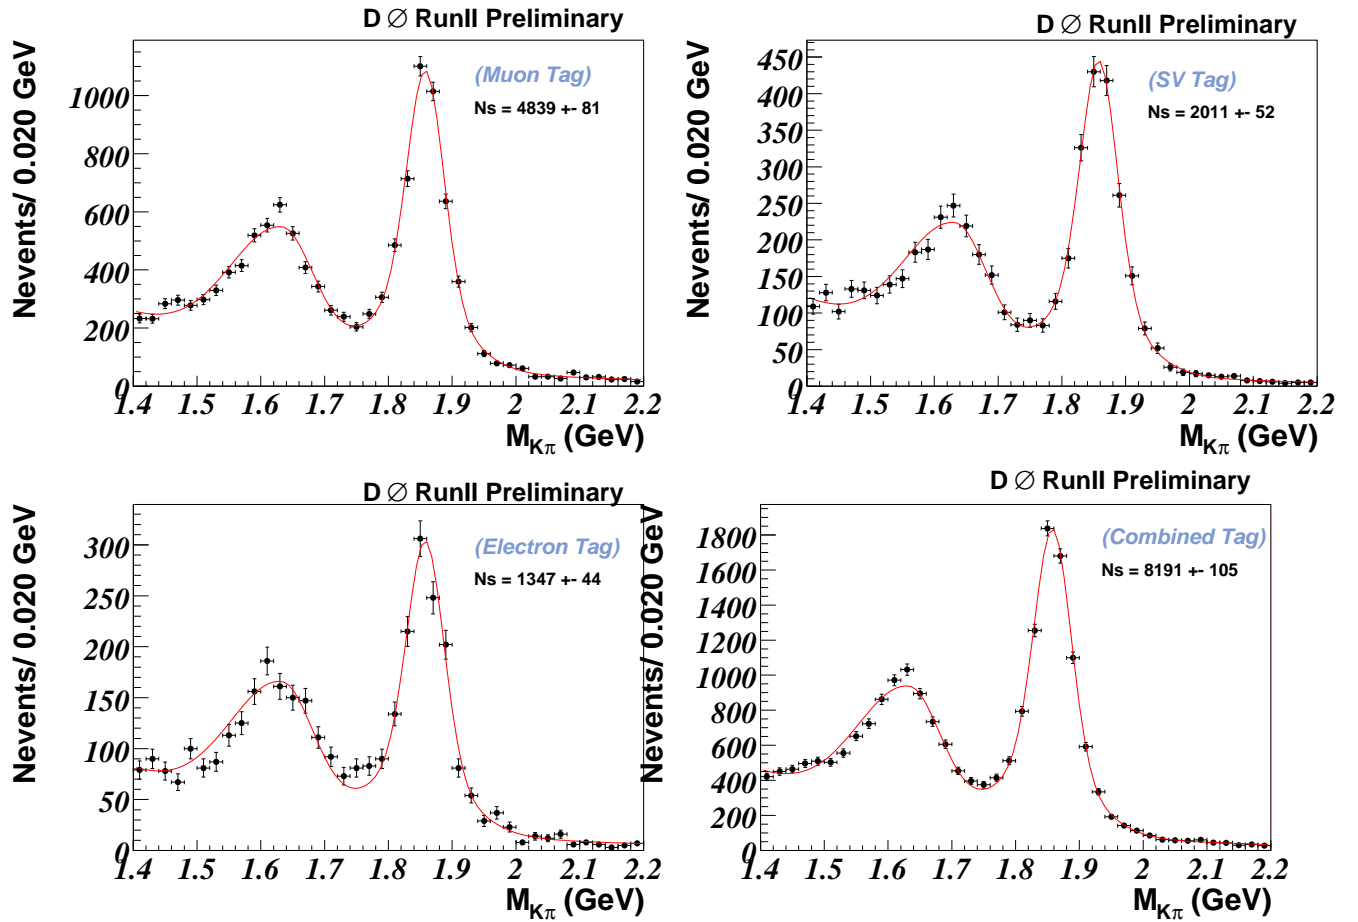 D Ø RunII Preliminary
Nevents/ 0.020 GeV
(Muon Tag)
Ns = 4839 +- 81
1000
800
600
400
200
0
1.4 1.5 1.6 1.7 1.8 1.9 2 2.1 2.2
MKπ (GeV)
D Ø RunII Preliminary
Nevents/ 0.020 GeV
(SV Tag)
Ns = 2011 +- 52
450
400
350
300
250
200
150
100
50
0
1.4 1.5 1.6 1.7 1.8 1.9 2 2.1 2.2
MKπ (GeV)
D Ø RunII Preliminary
Nevents/ 0.020 GeV
(Electron Tag)
Ns = 1347 +- 44
300
250
200
150
100
50
0
1.4 1.5 1.6 1.7 1.8 1.9 2 2.1 2.2
MKπ (GeV)
D Ø RunII Preliminary
Nevents/ 0.020 GeV
(Combined Tag)
Ns = 8191 +- 105
1800
1600
1400
1200
1000
800
600
400
200
0
1.4 1.5 1.6 1.7 1.8 1.9 2 2.1 2.2
MKπ (GeV)